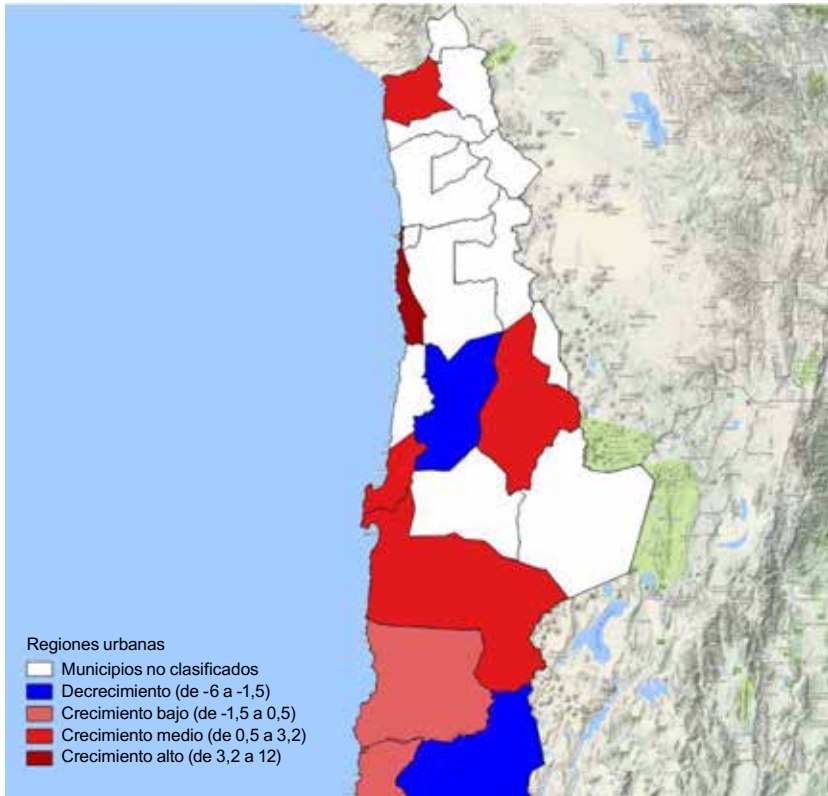 Regiones urbanas
Municipios no clasificados
Decrecimiento (de -6 a -1,5)
Crecimiento bajo (de -1,5 a 0,5)
Crecimiento medio (de 0,5 a 3,2)
Crecimiento alto (de 3,2 a 12)